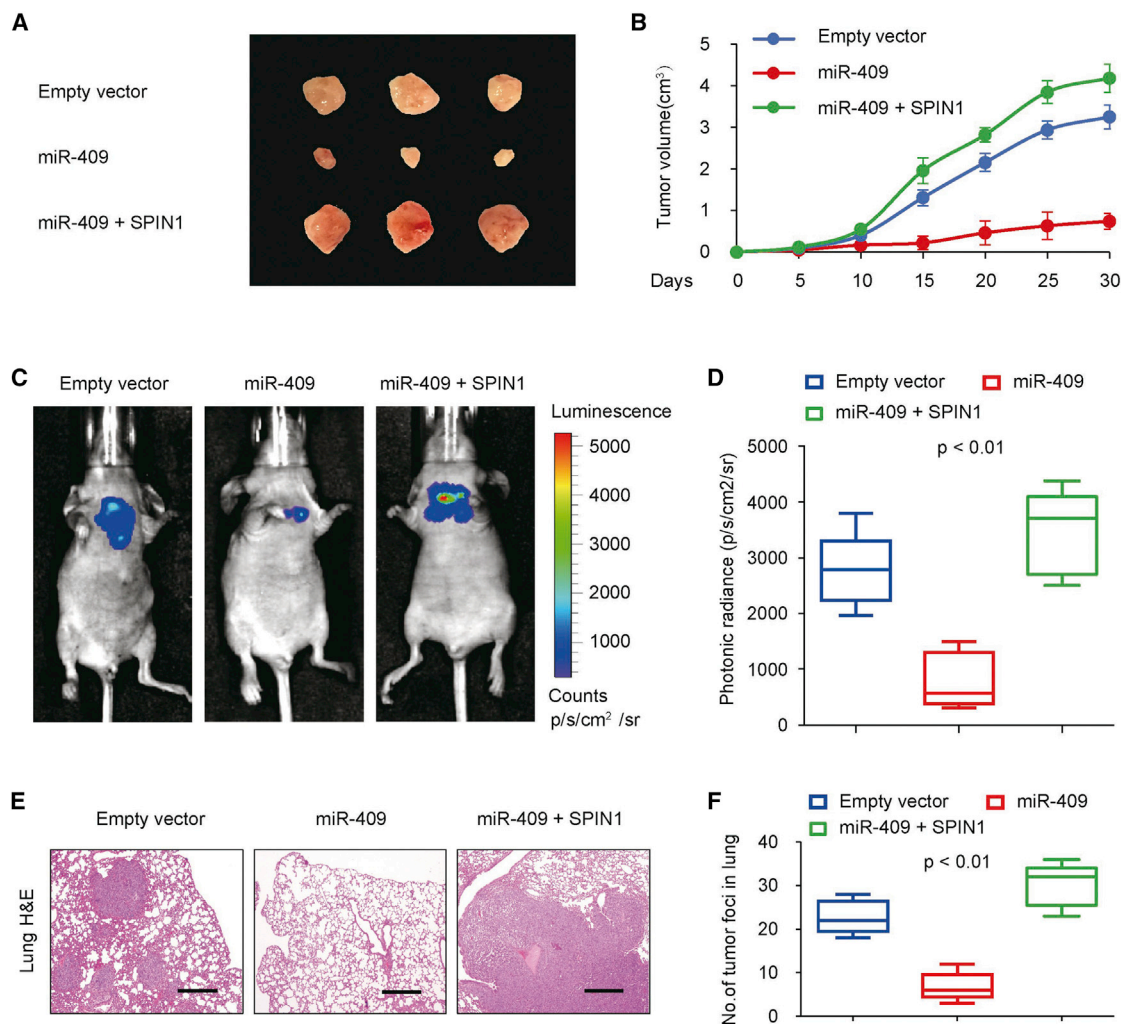 A
Empty vector
miR-409
miR-409 + SPIN1
B
Empty vector
miR-409
miR-409 + SPIN1
Tumor volume(cm³)
5
4
3
2
1
0
Days 0 5 10 15 20 25 30
C
Empty vector miR-409 miR-409 + SPIN1
Luminescence
5000
4000
3000
2000
1000
Counts
p/s/cm² /sr
D
Empty vector miR-409
miR-409 + SPIN1
p < 0.01
Photonic radiance (p/s/cm2/sr)
5000
4000
3000
2000
1000
0
E
Empty vector miR-409 miR-409 + SPIN1
Lung H&E
F
Empty vector miR-409
miR-409 + SPIN1
p < 0.01
No.of tumor foci in lung
40
30
20
10
0